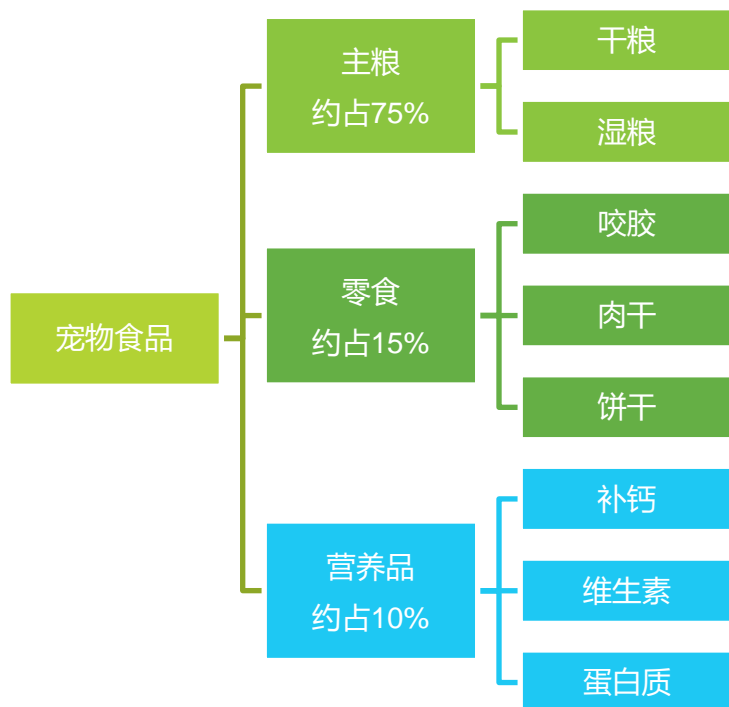 宠物食品
主粮
约占75%
干粮
湿粮
零食
约占15%
咬胶
肉干
饼干
营养品
约占10%
补钙
维生素
蛋白质